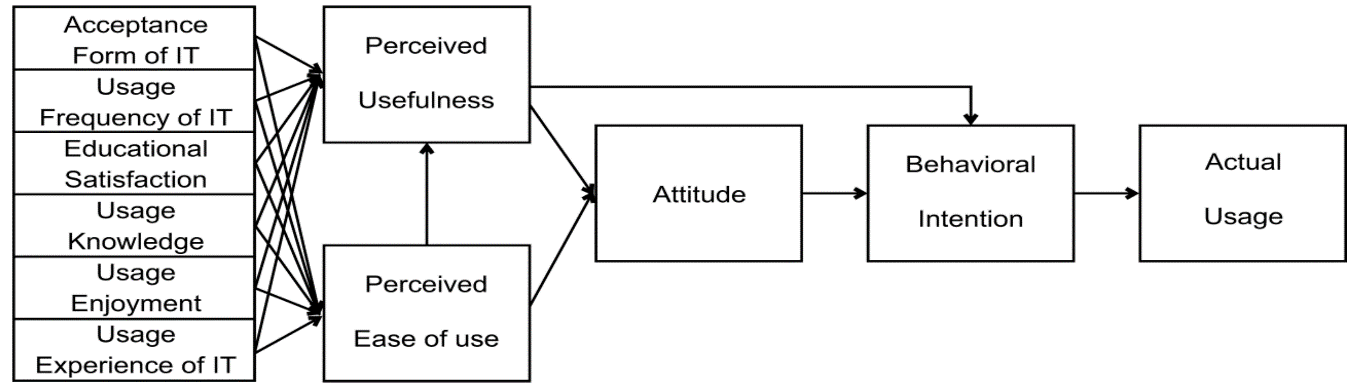 Acceptance
Form of IT
Usage
Frequency of IT
Educational
Satisfaction
Usage
Knowledge
Usage
Enjoyment
Usage
Experience of IT
Perceived
Usefulness
Perceived
Ease of use
Attitude
Behavioral
Intention
Actual
Usage